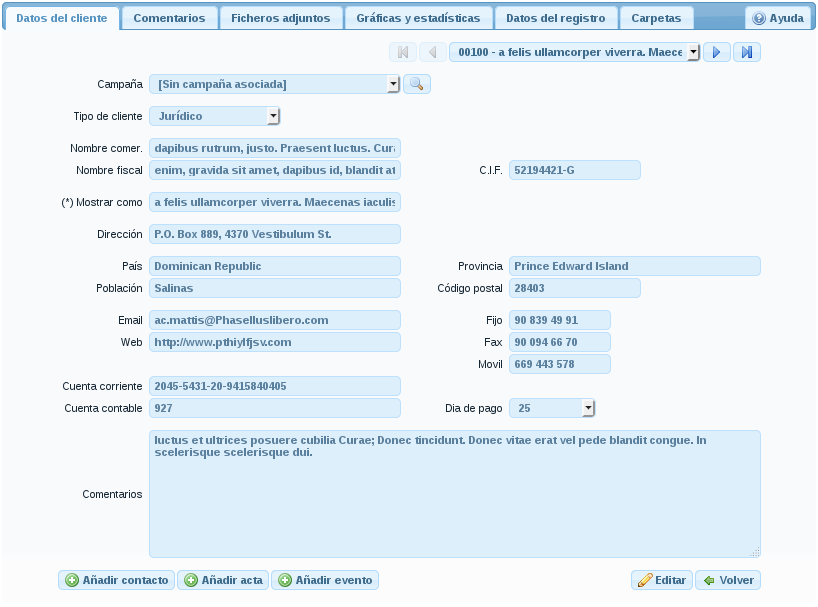 Datos del cliente Comentarios Ficheros adjuntos Gráficas y estadísticas Datos del registro Carpetas Ayuda
00100 - a felis ullamcorper viverra. Maece
Campaña [Sin campaña asociada]
Tipo de cliente Jurídico
Nombre comer. dapibus rutrum, justo. Praesent luctus. Cura
Nombre fiscal enim, gravida sit amet, dapibus id, blandit at C.I.F. 52194421-G
(*) Mostrar como a felis ullamcorper viverra. Maecenas iaculis
Dirección P.O. Box 889, 4370 Vestibulum St.
País Dominican Republic Provincia Prince Edward Island
Población Salinas Código postal 28403
Email ac.mattis@Phaselluslibero.com Fijo 90 839 49 91
Web http://www.pthiylfjsv.com Fax 90 094 66 70
Movil 669 443 578
Cuenta corriente 2045-5431-20-9415840405
Cuenta contable 927 Dia de pago 25
luctus et ultrices posuere cubilia Curae; Donec tincidunt. Donec vitae erat vel pede blandit congue. In
scelerisque scelerisque dui.
Comentarios
Añadir contacto Añadir acta Añadir evento Editar Volver